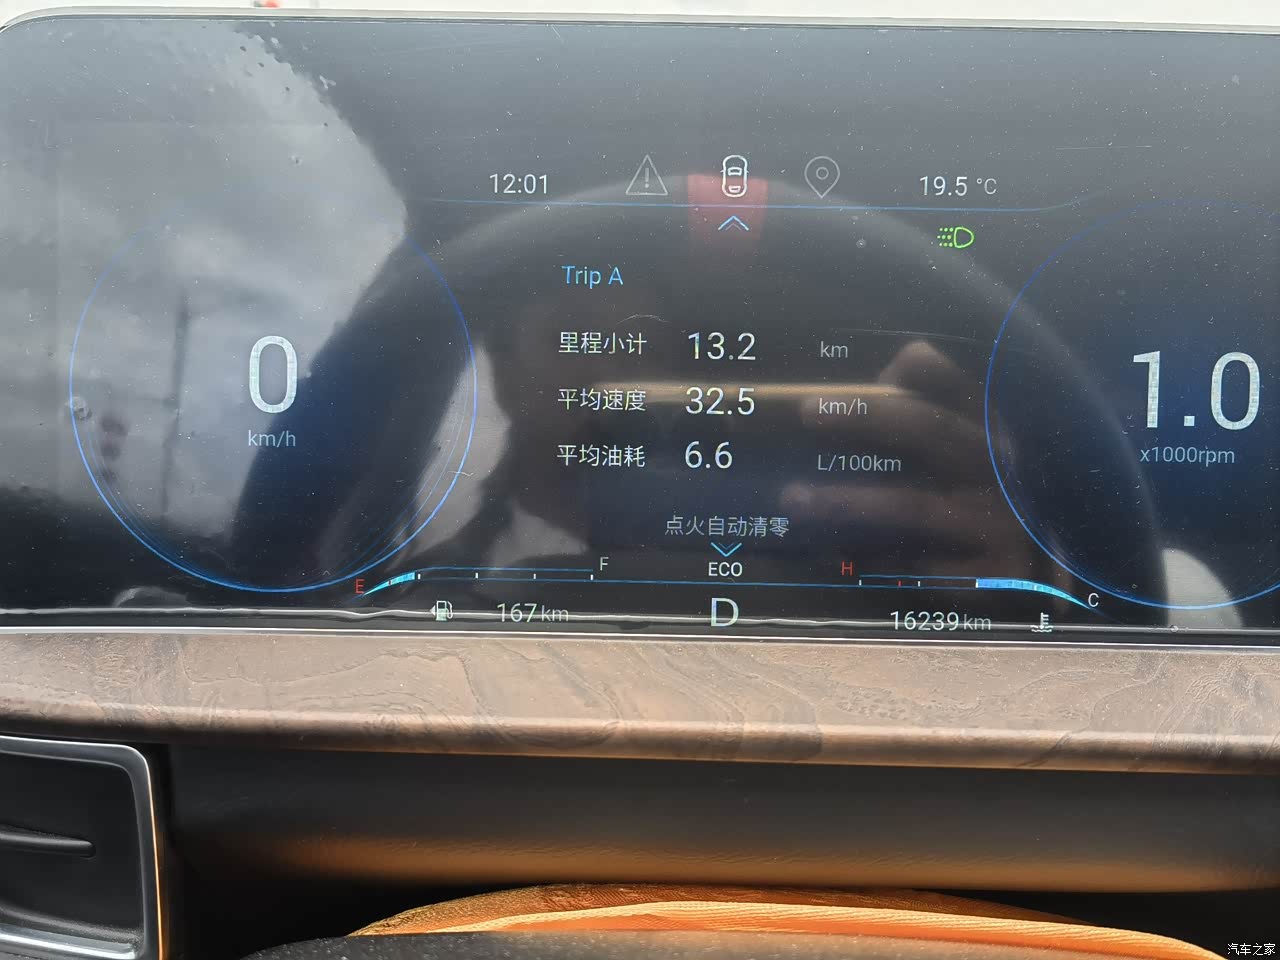 12:01
19.5 °C
Trip A
里程小计 13.2 km
平均速度 32.5 km/h
平均油耗 6.6 L/100km
点火自动清零
0
km/h
1.0
x1000rpm
E F
ECO
H C
167km
D
16239km
汽车之家